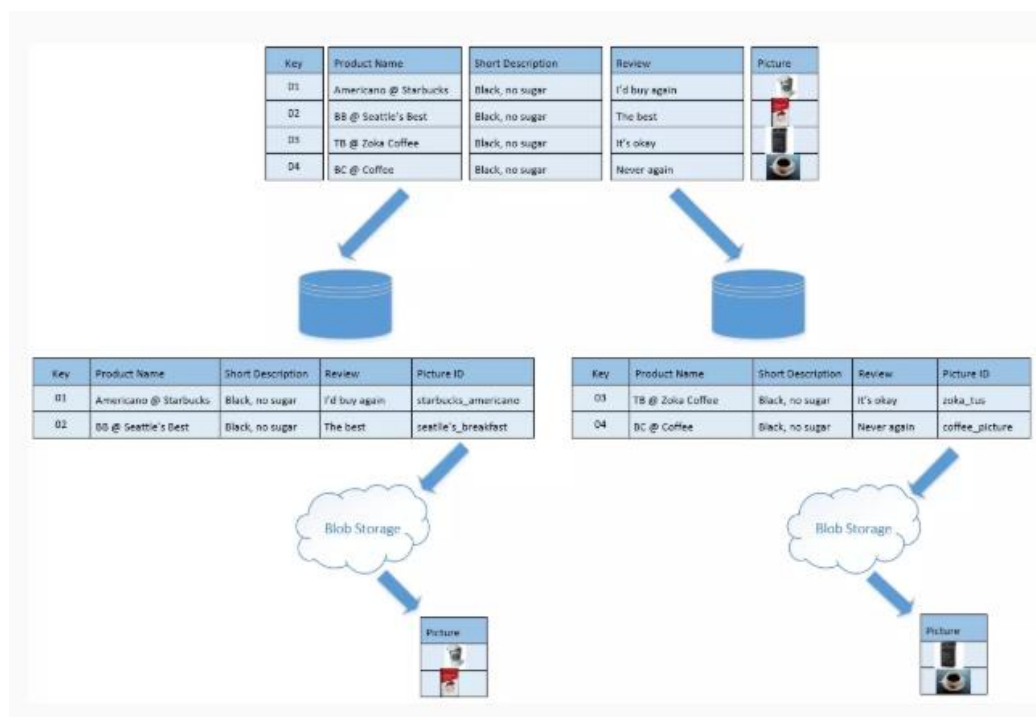 Key Product Name Short Description Review Picture
01 Americano @ Starbucks Black, no sugar I'd buy again
02 BB @ Seattle's Best Black, no sugar The best
03 TB @ Zoka Coffee Black, no sugar It's okay
04 BC @ Coffee Black, no sugar Never again
Key Product Name Short Description Review Picture ID
01 Americano @ Starbucks Black, no sugar I'd buy again starbucks_americano
02 BB @ Seattle's Best Black, no sugar The best seatlle's_breakfast
Key Product Name Short Description Review Picture ID
03 TB @ Zoka Coffee Black, no sugar It's okay zoka_tus
04 BC @ Coffee Black, no sugar Never again coffee_picture
Blob Storage
Blob Storage
Picture
Picture